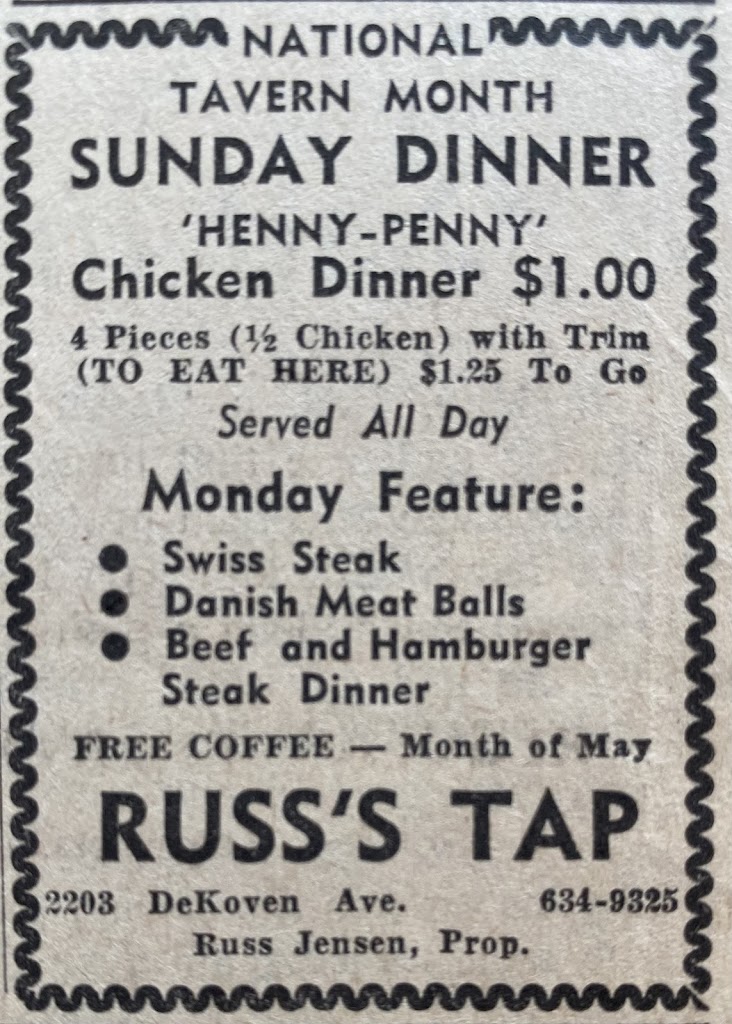 NATIONAL
TAVERN MONTH
SUNDAY DINNER
'HENNY-PENNY'
Chicken Dinner $1.00
4 Pieces (½ Chicken) with Trim
(TO EAT HERE) $1.25 To Go
Served All Day
Monday Feature:
● Swiss Steak
● Danish Meat Balls
● Beef and Hamburger
Steak Dinner
FREE COFFEE — Month of May
RUSS'S TAP
2203 DeKoven Ave. 634-9325
Russ Jensen, Prop.